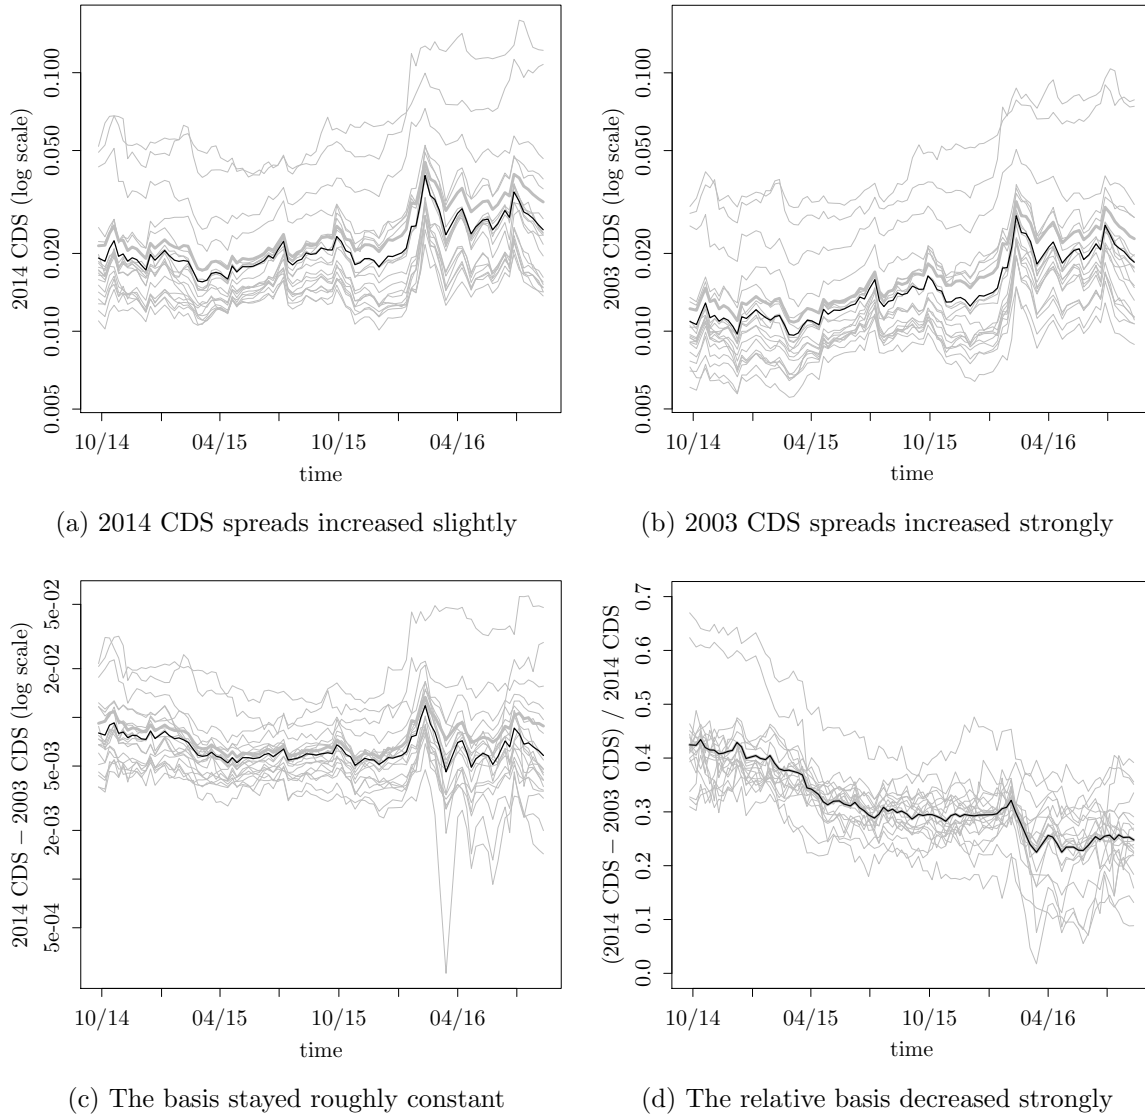 2014 CDS (log scale)
0.100
0.050
0.020
0.010
0.005
10/14 04/15 10/15 04/16
time
(a) 2014 CDS spreads increased slightly
2003 CDS (log scale)
0.100
0.050
0.020
0.010
0.005
10/14 04/15 10/15 04/16
time
(b) 2003 CDS spreads increased strongly
2014 CDS − 2003 CDS (log scale)
5e-02
2e-02
5e-03
2e-03
5e-04
10/14 04/15 10/15 04/16
time
(c) The basis stayed roughly constant
(2014 CDS − 2003 CDS) / 2014 CDS
0.7
0.6
0.5
0.4
0.3
0.2
0.1
0.0
10/14 04/15 10/15 04/16
time
(d) The relative basis decreased strongly